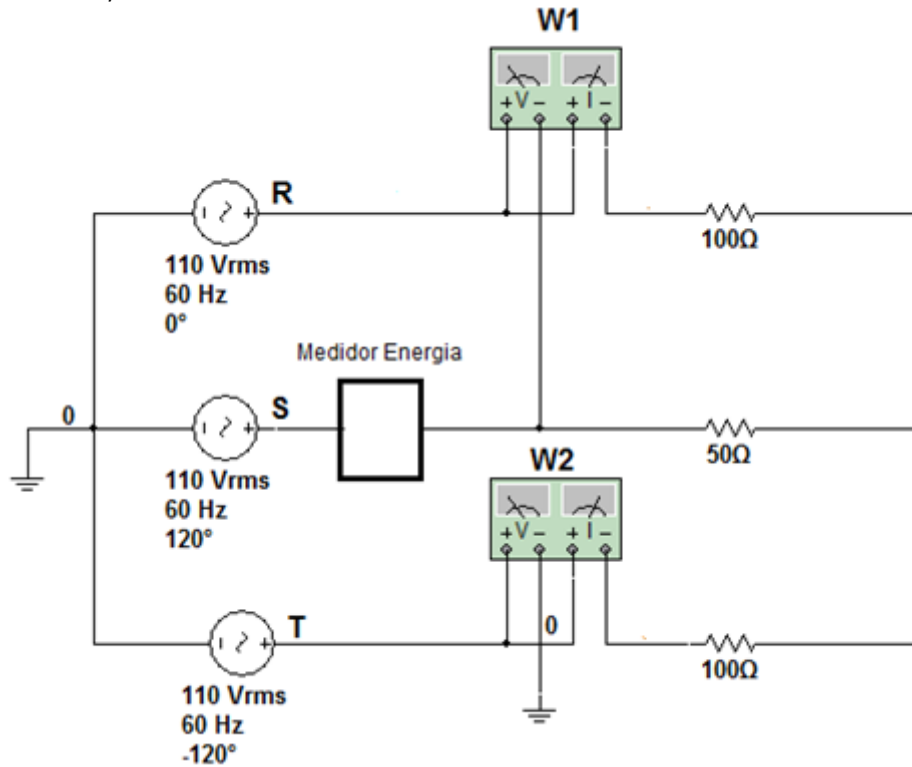 W1
+ V - + I -
R
100Ω
110 Vrms
60 Hz
0°
Medidor Energia
0
S
50Ω
110 Vrms
60 Hz
120°
W2
+ V - + I -
T
0
100Ω
110 Vrms
60 Hz
-120°